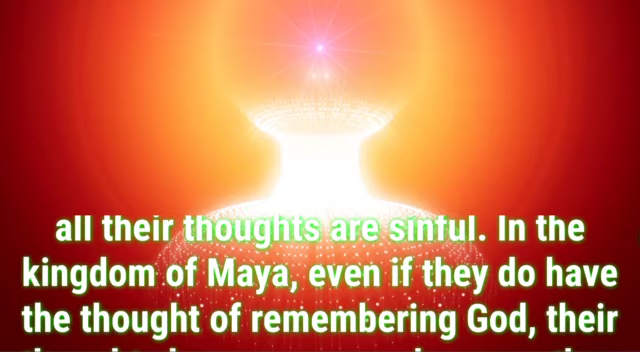 all their thoughts are sinful. In the
kingdom of Maya, even if they do have
the thought of remembering God, their